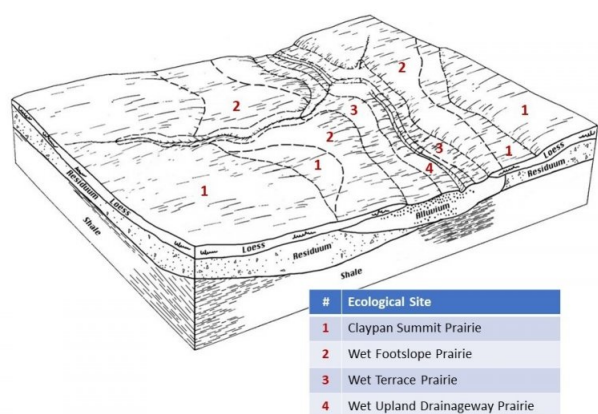 2
1
2
3
1
2
3
1
1
4
1
Loess
Residuum
Shale
Loess
Residuum
Shale
Alluvium
Loess
Residuum
# Ecological Site
1 Claypan Summit Prairie
2 Wet Footslope Prairie
3 Wet Terrace Prairie
4 Wet Upland Drainageway Prairie